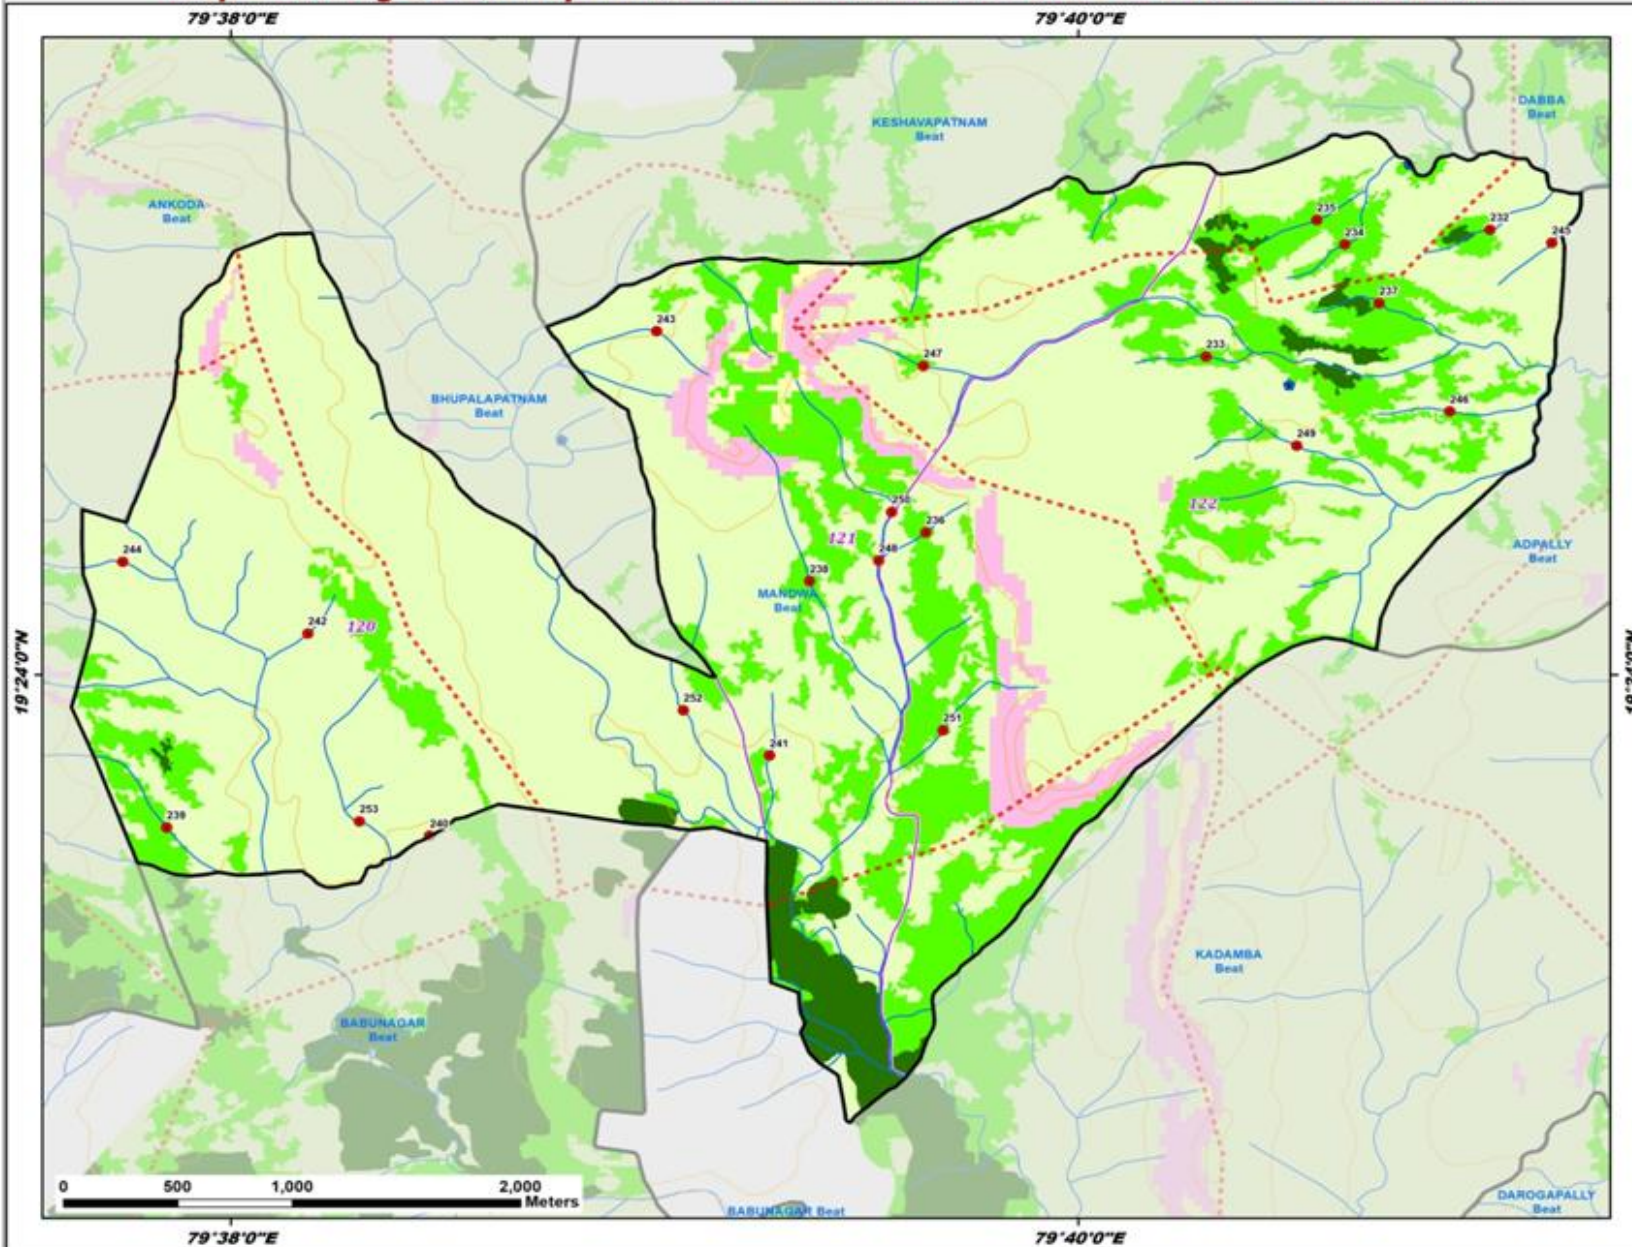 79°38'0"E
79°40'0"E
DABBA
Beat
KESHAVAPATNAM
Beat
ANKODA
Beat
235
232
234
245
237
243
247
233
BHUPALAPATNAM
Beat
246
249
250
122
236
121
248
244
238
ADPALLY
Beat
MANDWA
Beat
242
120
19°24'0"N
252
251
241
253
239
240
KADAMBA
Beat
BABUNAGAR
Beat
0 500 1,000 2,000
Meters
DAROGAPALLY
Beat
BABUNAGAR Beat
79°38'0"E
79°40'0"E